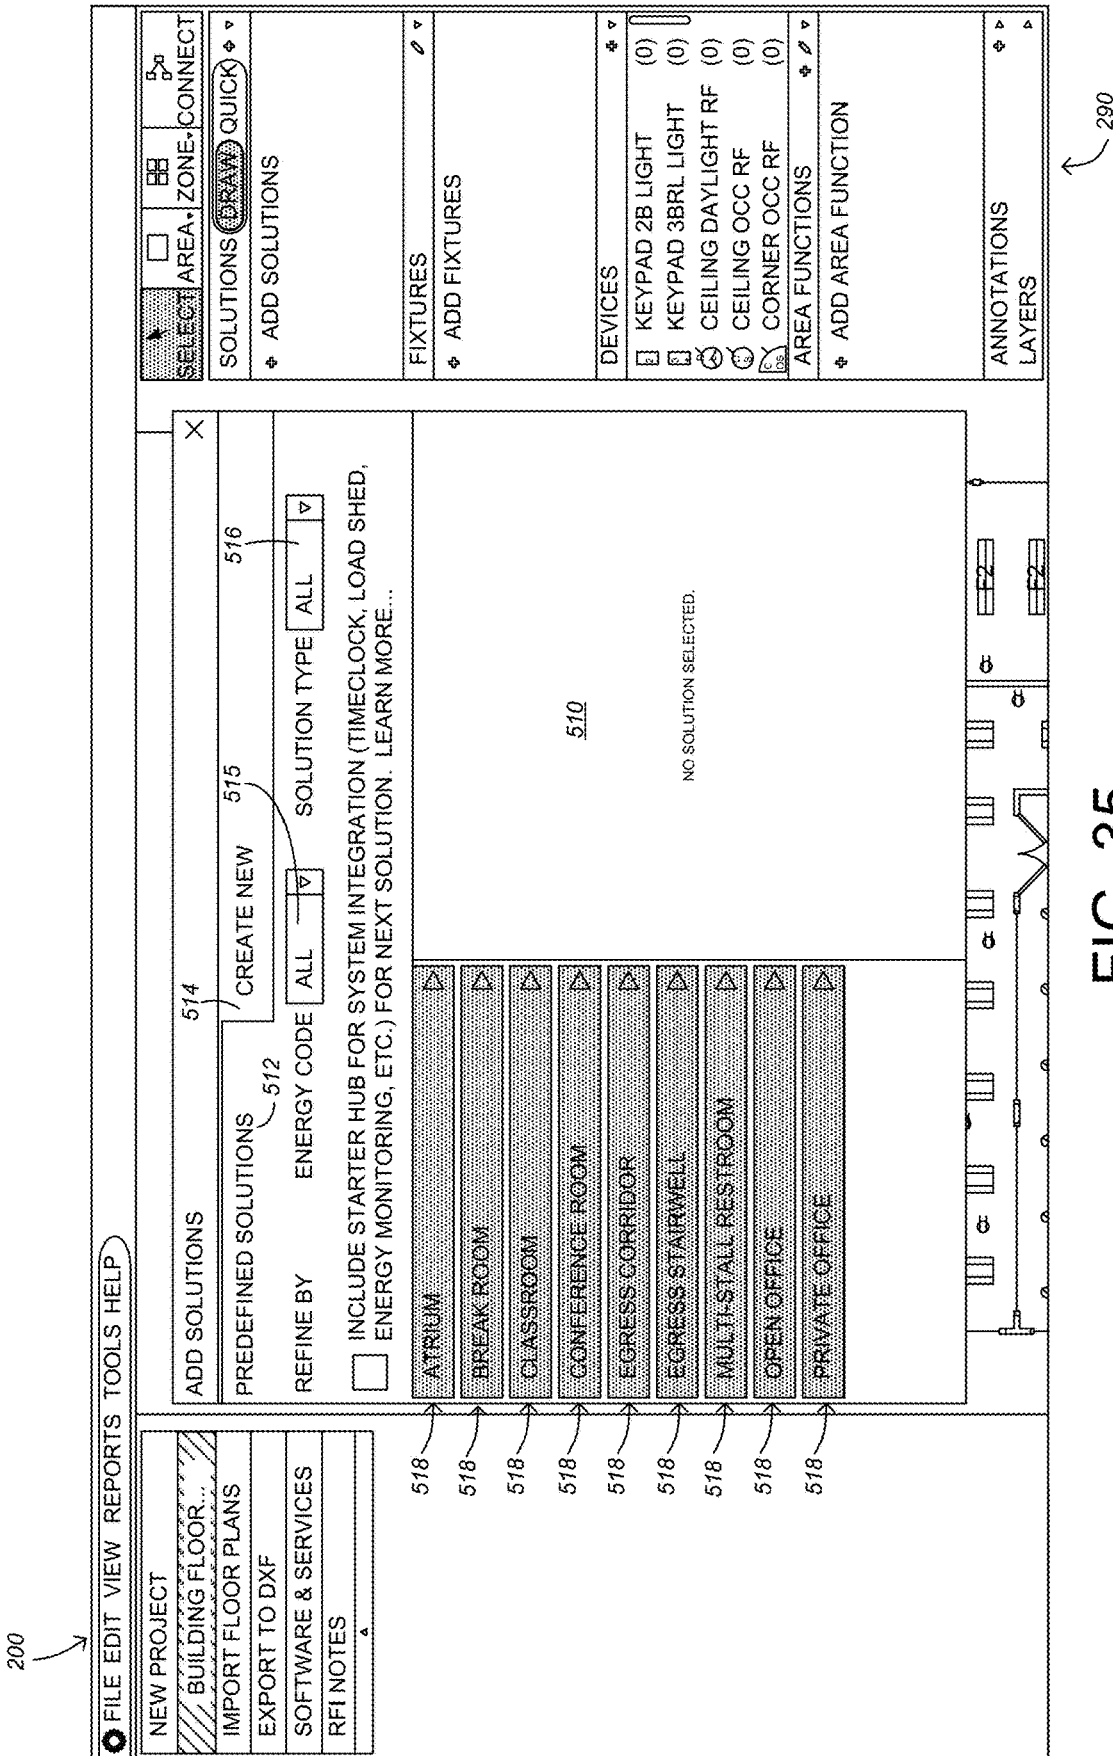 200
FILE EDIT VIEW REPORTS TOOLS HELP
NEW PROJECT
BUILDING FLOOR...
IMPORT FLOOR PLANS
EXPORT TO DXF
SOFTWARE & SERVICES
RFI NOTES
ADD SOLUTIONS
X
514
PREDEFINED SOLUTIONS
512
CREATE NEW
515
516
REFINE BY
ENERGY CODE
ALL
SOLUTION TYPE
ALL
INCLUDE STARTER HUB FOR SYSTEM INTEGRATION (TIMECLOCK, LOAD SHED,
ENERGY MONITORING, ETC.) FOR NEXT SOLUTION. LEARN MORE...
518 ATRIUM
518 BREAK ROOM
518 CLASSROOM
518 CONFERENCE ROOM
518 EGRESS CORRIDOR
518 EGRESS STAIRWELL
518 MULTI-STALL RESTROOM
518 OPEN OFFICE
518 PRIVATE OFFICE
510
NO SOLUTION SELECTED.
F2
F2
SELECT AREA ZONE CONNECT
SOLUTIONS DRAW QUICK
ADD SOLUTIONS
FIXTURES
ADD FIXTURES
DEVICES
KEYPAD 2B LIGHT (0)
KEYPAD 3BRL LIGHT (0)
CEILING DAYLIGHT RF (0)
CEILING OCC RF (0)
CORNER OCC RF (0)
AREA FUNCTIONS
ADD AREA FUNCTION
ANNOTATIONS
LAYERS
290
FIG. 35